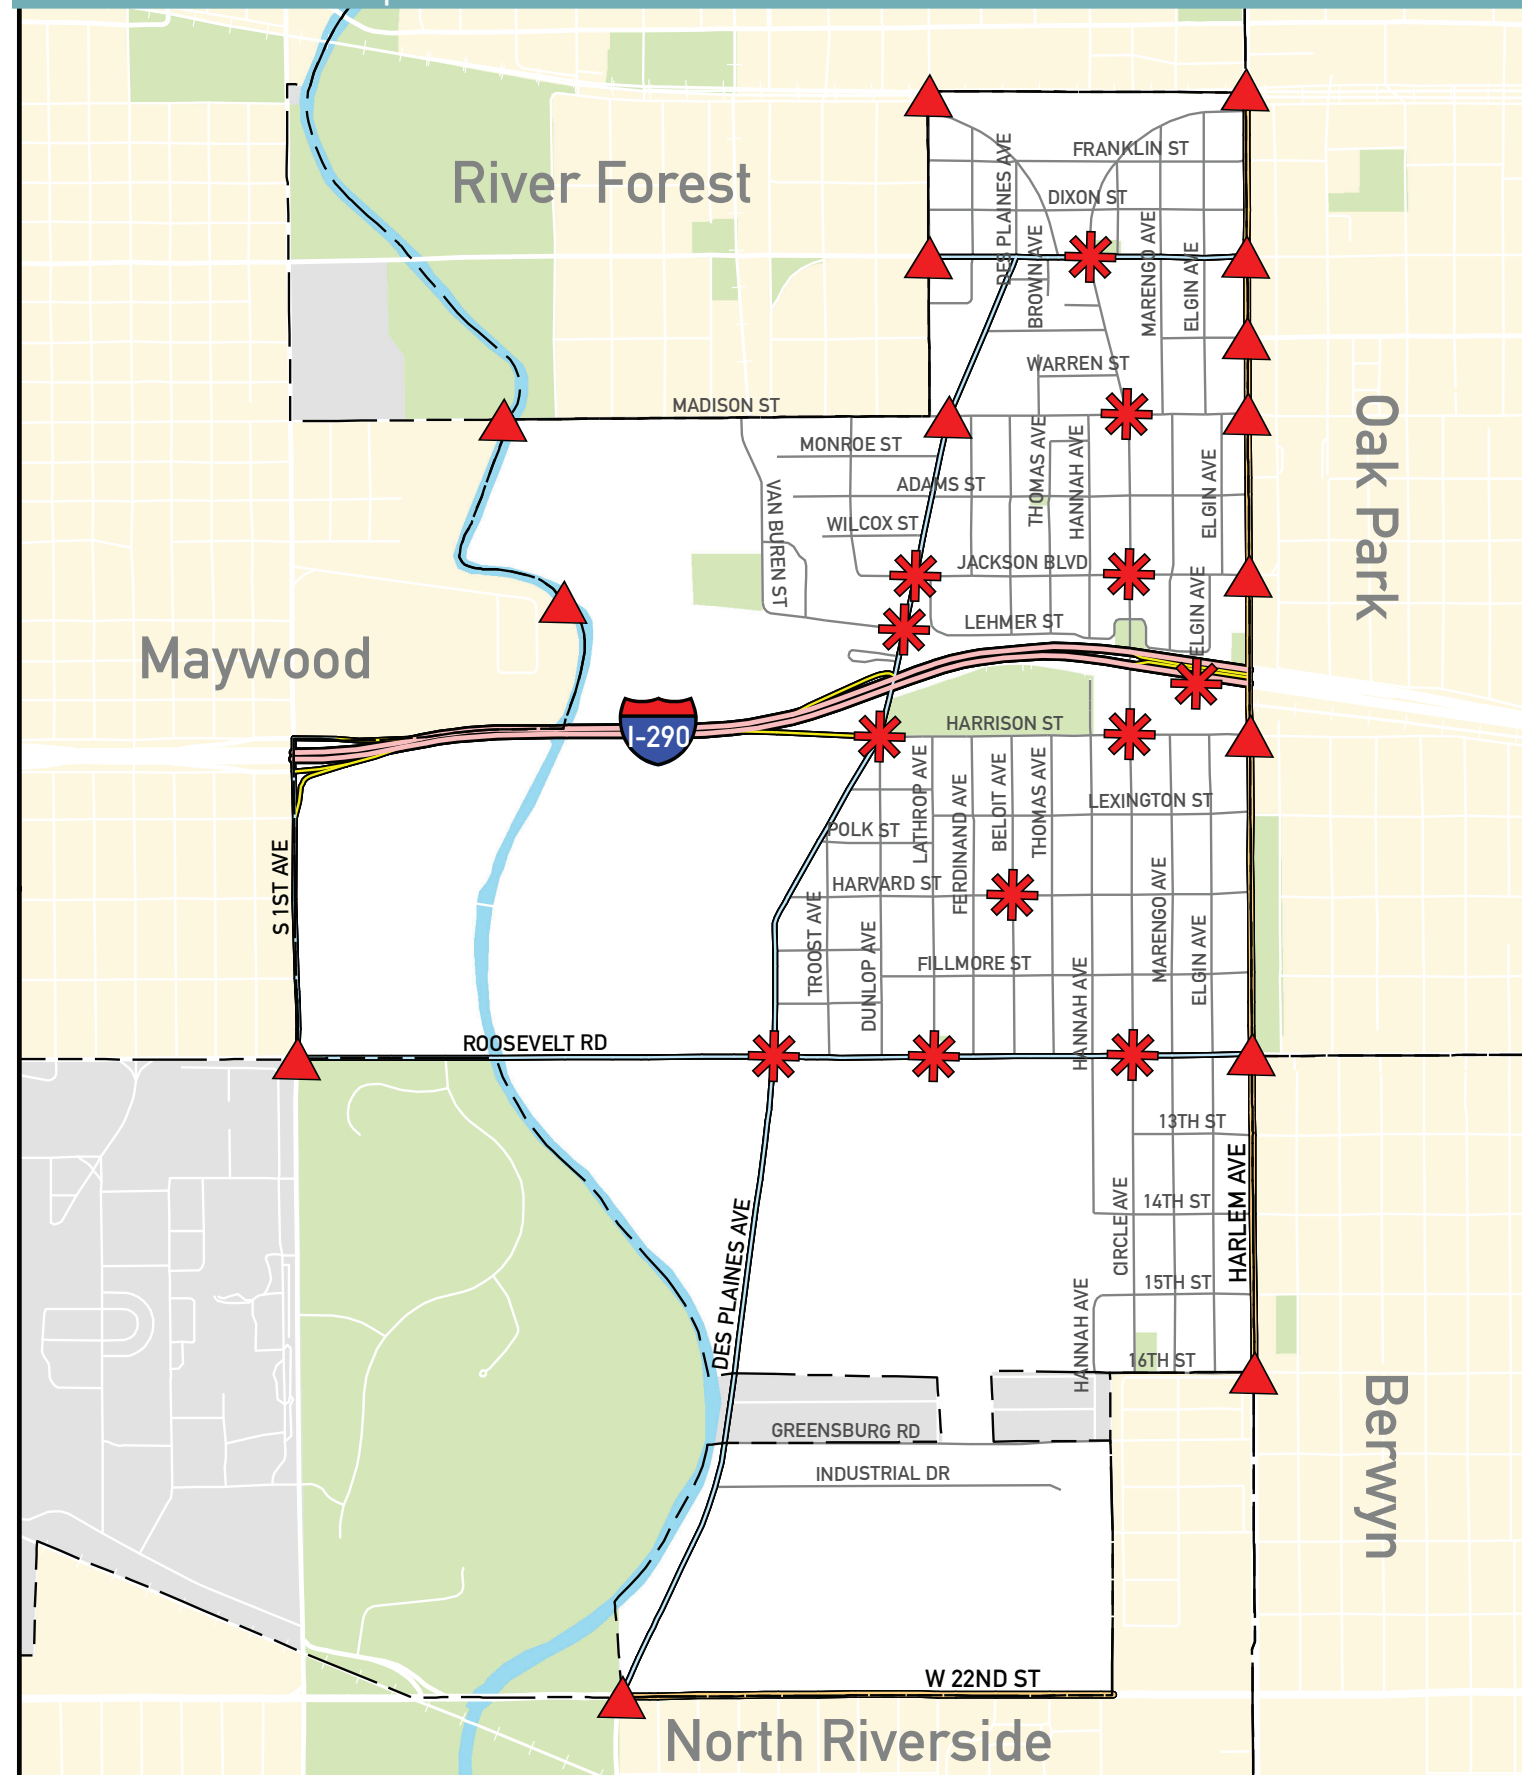 FRANKLIN ST
River Forest
DES PLAINES AVE
DIXON ST
MARENGO AVE
BROWN AVE
ELGIN AVE
WARREN ST
MADISON ST
Oak Park
MONROE ST
THOMAS AVE
HANNAH AVE
ELGIN AVE
ADAMS ST
VAN BUREN ST
WILCOX ST
JACKSON BLVD
ELGIN AVE
LEHMER ST
Maywood
HARRISON ST
I-290
LATHROP AVE
BELOIT AVE
THOMAS AVE
FERDINAND AVE
LEXINGTON ST
POLK ST
S 1ST AVE
HARVARD ST
MARENGO AVE
TROOST AVE
DUNLOP AVE
ELGIN AVE
FILLMORE ST
HANNAH AVE
ROOSEVELT RD
13TH ST
HARLEM AVE
CIRCLE AVE
14TH ST
DES PLAINES AVE
15TH ST
HANNAH AVE
16TH ST
Berwyn
GREENSBURG RD
INDUSTRIAL DR
W 22ND ST
North Riverside